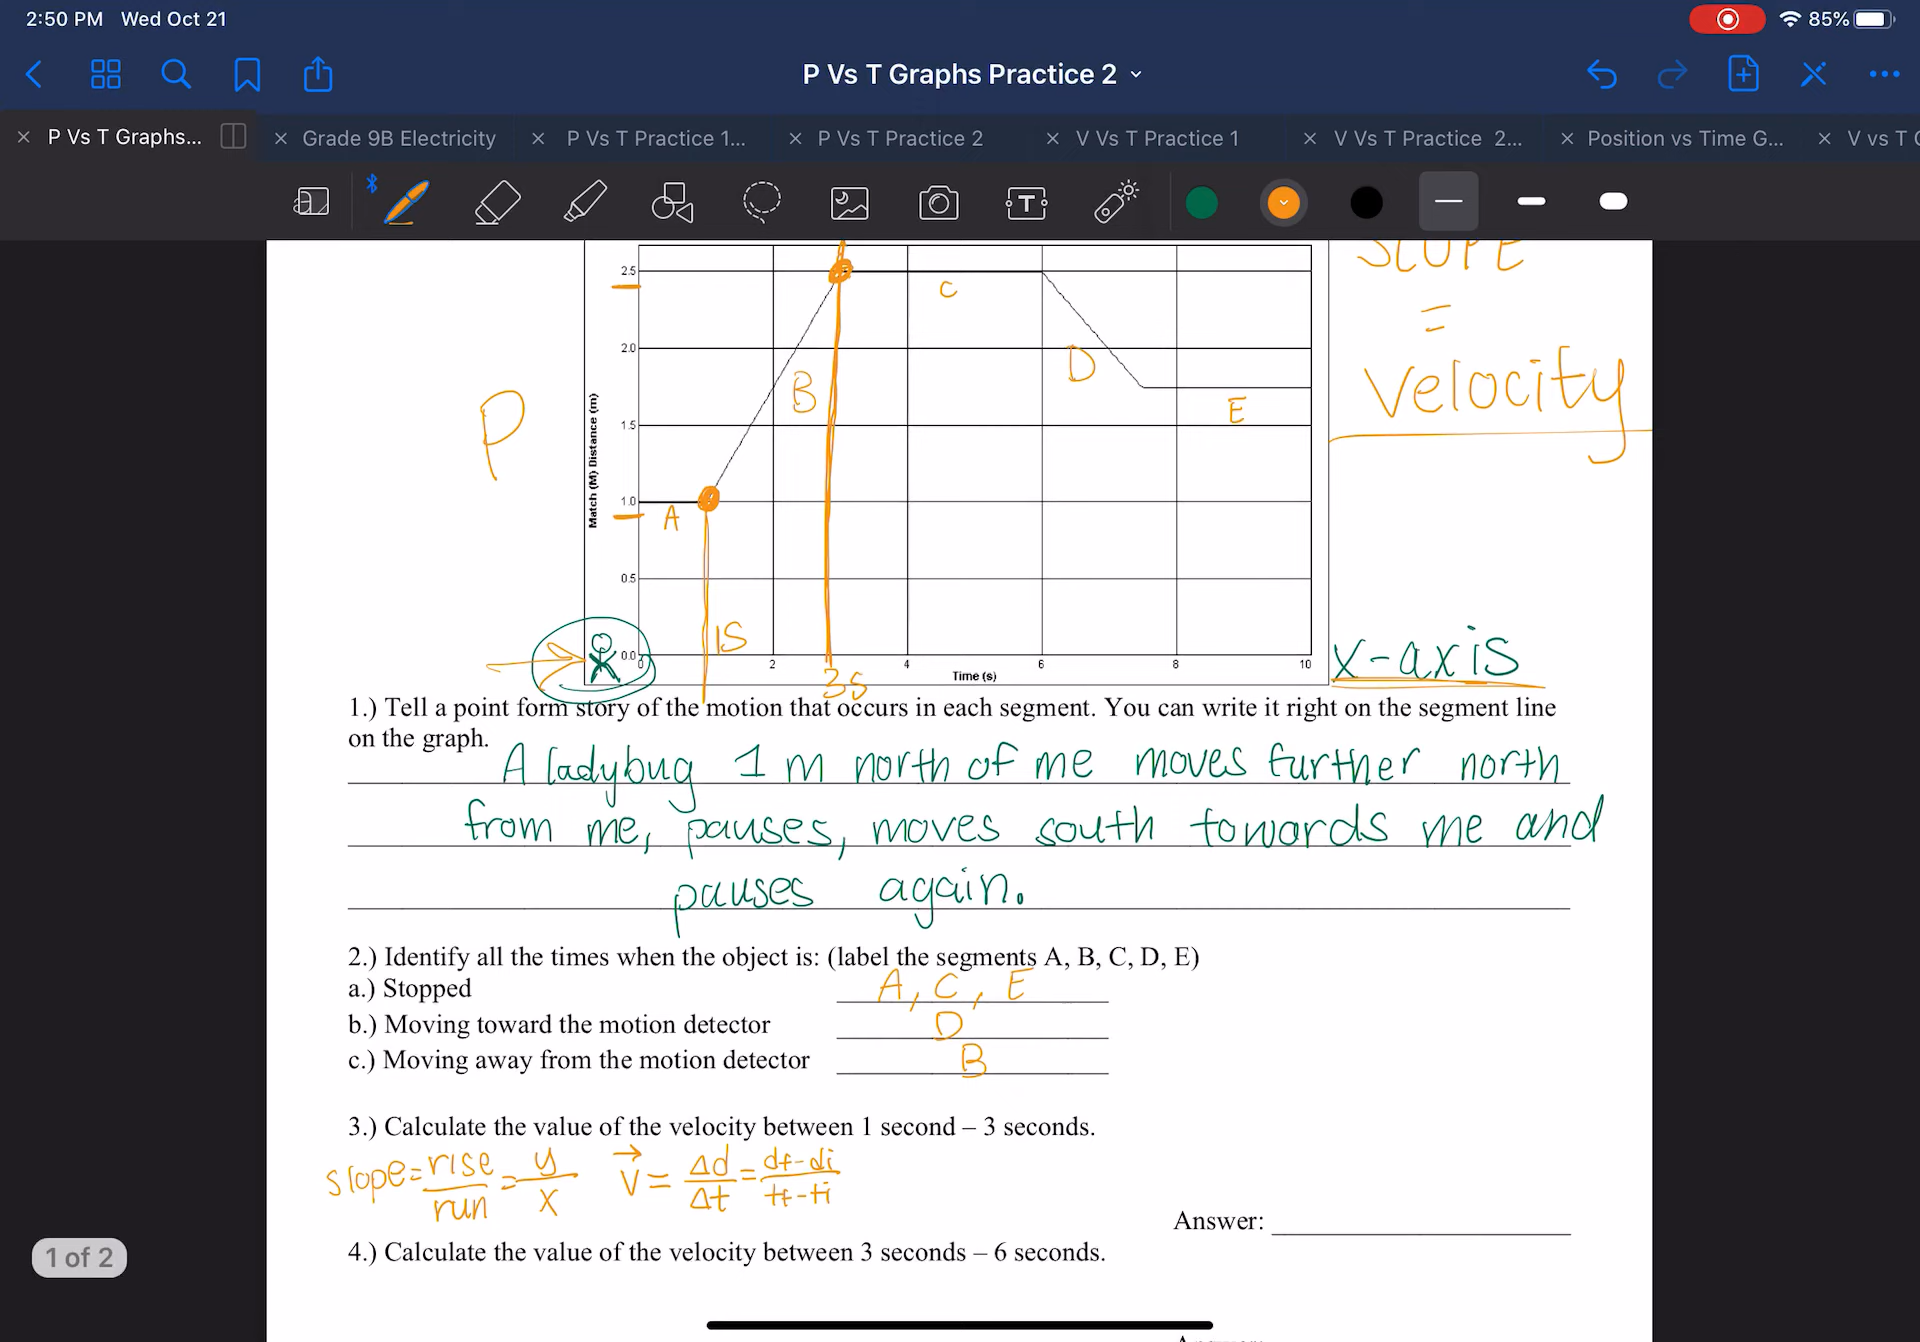 2:50 PM Wed Oct 21
85%
P Vs T Graphs Practice 2
P Vs T Graphs...
Grade 9B Electricity
P Vs T Practice 1...
P Vs T Practice 2
V Vs T Practice 1
V Vs T Practice 2...
Position vs Time G...
V vs T
SLOPE
=
velocity
P
Match (M) Distance (m)
2.5
2.0
1.5
1.0
0.5
0.0
A
B
C
D
E
1S
3S
0 2 4 6 8 10
Time (s)
x-axis
1.) Tell a point form story of the motion that occurs in each segment. You can write it right on the segment line
on the graph.
A ladybug 1 m north of me moves further north
from me, pauses, moves south towards me and
pauses again.
2.) Identify all the times when the object is: (label the segments A, B, C, D, E)
a.) Stopped A, C, E
b.) Moving toward the motion detector D
c.) Moving away from the motion detector B
3.) Calculate the value of the velocity between 1 second – 3 seconds.
slope = rise/run = y/x v⃗ = Δd/Δt = df-di/tf-ti
Answer:
4.) Calculate the value of the velocity between 3 seconds – 6 seconds.
1 of 2